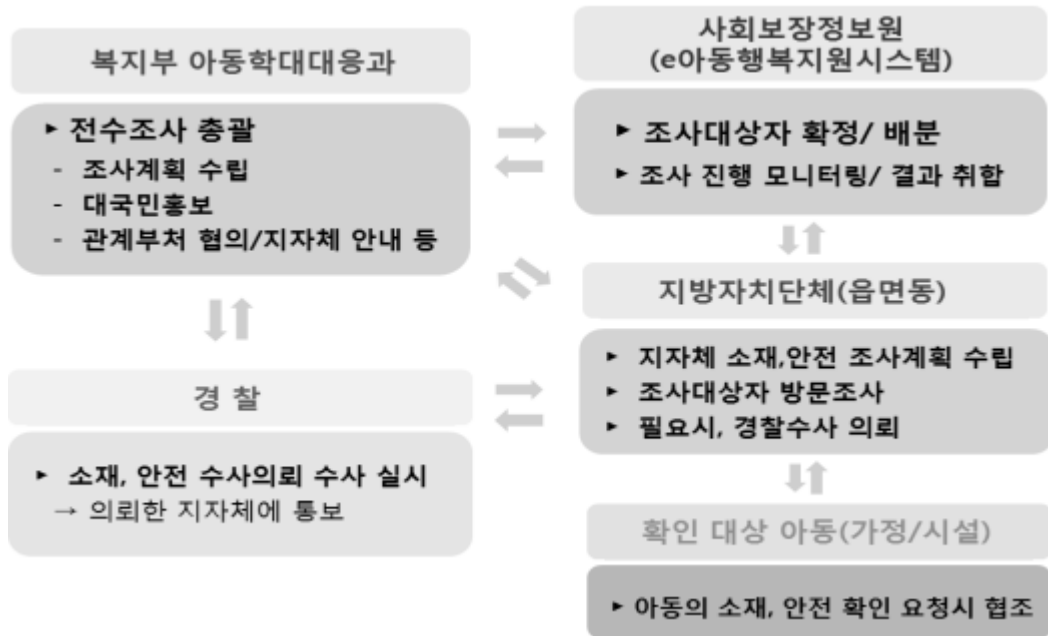 복지부 아동학대대응과
▸ 전수조사 총괄
- 조사계획 수립
- 대국민홍보
- 관계부처 협의/지자체 안내 등
사회보장정보원
(e아동행복지원시스템)
▸ 조사대상자 확정/ 배분
▸ 조사 진행 모니터링/ 결과 취합
지방자치단체(읍면동)
▸ 지자체 소재,안전 조사계획 수립
▸ 조사대상자 방문조사
▸ 필요시, 경찰수사 의뢰
경 찰
▸ 소재, 안전 수사의뢰 수사 실시
→ 의뢰한 지자체에 통보
확인 대상 아동(가정/시설)
▸ 아동의 소재, 안전 확인 요청시 협조